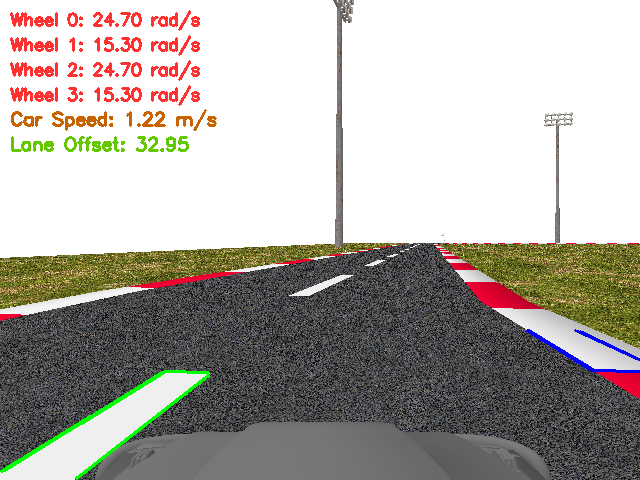 Wheel 0: 24.70 rad/s
Wheel 1: 15.30 rad/s
Wheel 2: 24.70 rad/s
Wheel 3: 15.30 rad/s
Car Speed: 1.22 m/s
Lane Offset: 32.95